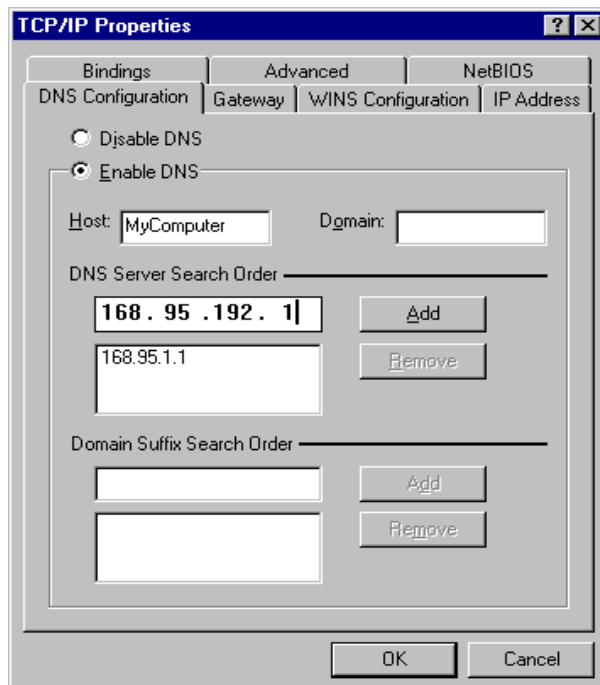 TCP/IP Properties
Bindings Advanced NetBIOS
DNS Configuration Gateway WINS Configuration IP Address
Disable DNS
Enable DNS
Host: MyComputer Domain:
DNS Server Search Order
168. 95 .192. 1 Add
168.95.1.1 Remove
Domain Suffix Search Order
Add
Remove
OK Cancel